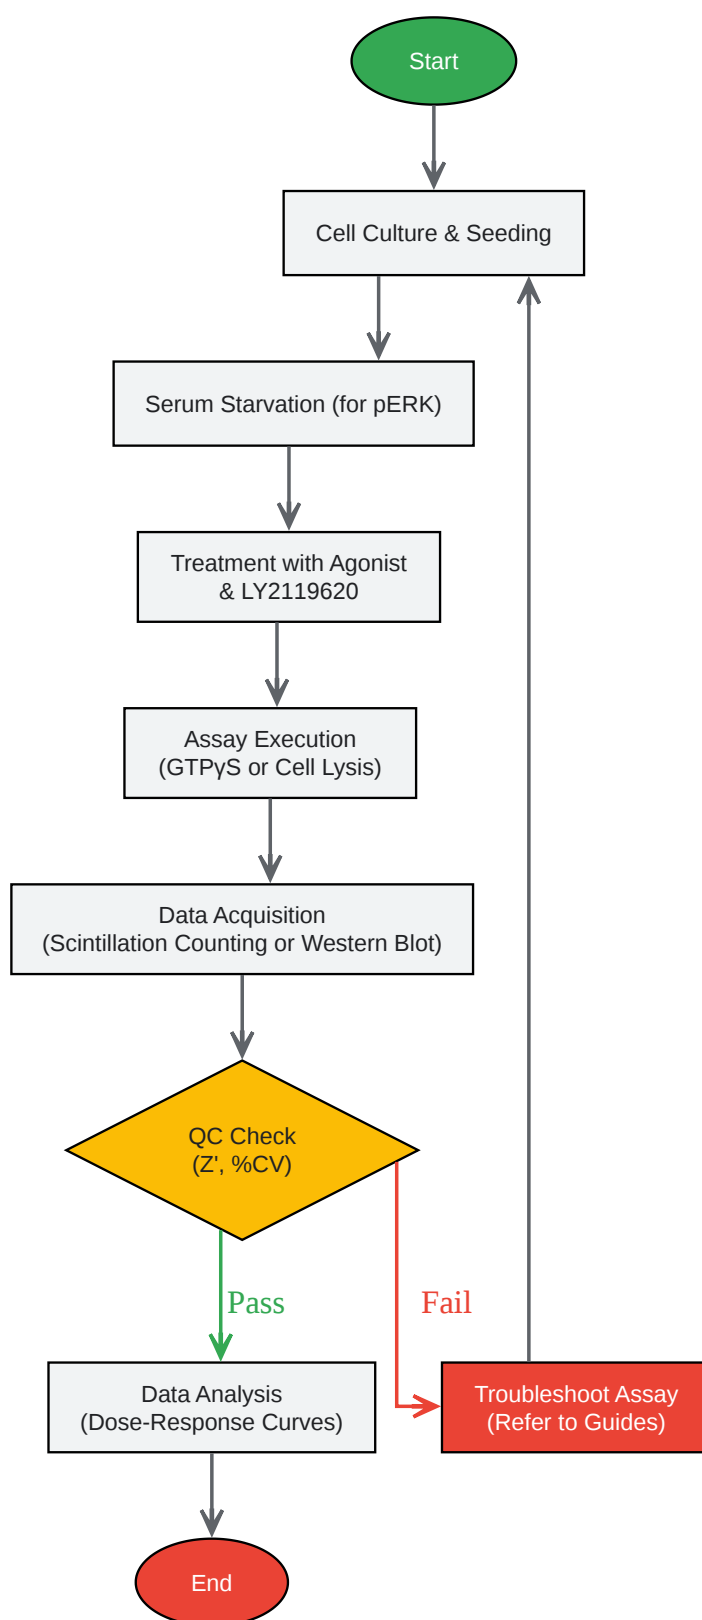 Start
Cell Culture & Seeding
Serum Starvation (for pERK)
Treatment with Agonist
& LY2119620
Assay Execution
(GTPγS or Cell Lysis)
Data Acquisition
(Scintillation Counting or Western Blot)
QC Check
(Z', %CV)
Pass
Fail
Data Analysis
(Dose-Response Curves)
Troubleshoot Assay
(Refer to Guides)
End